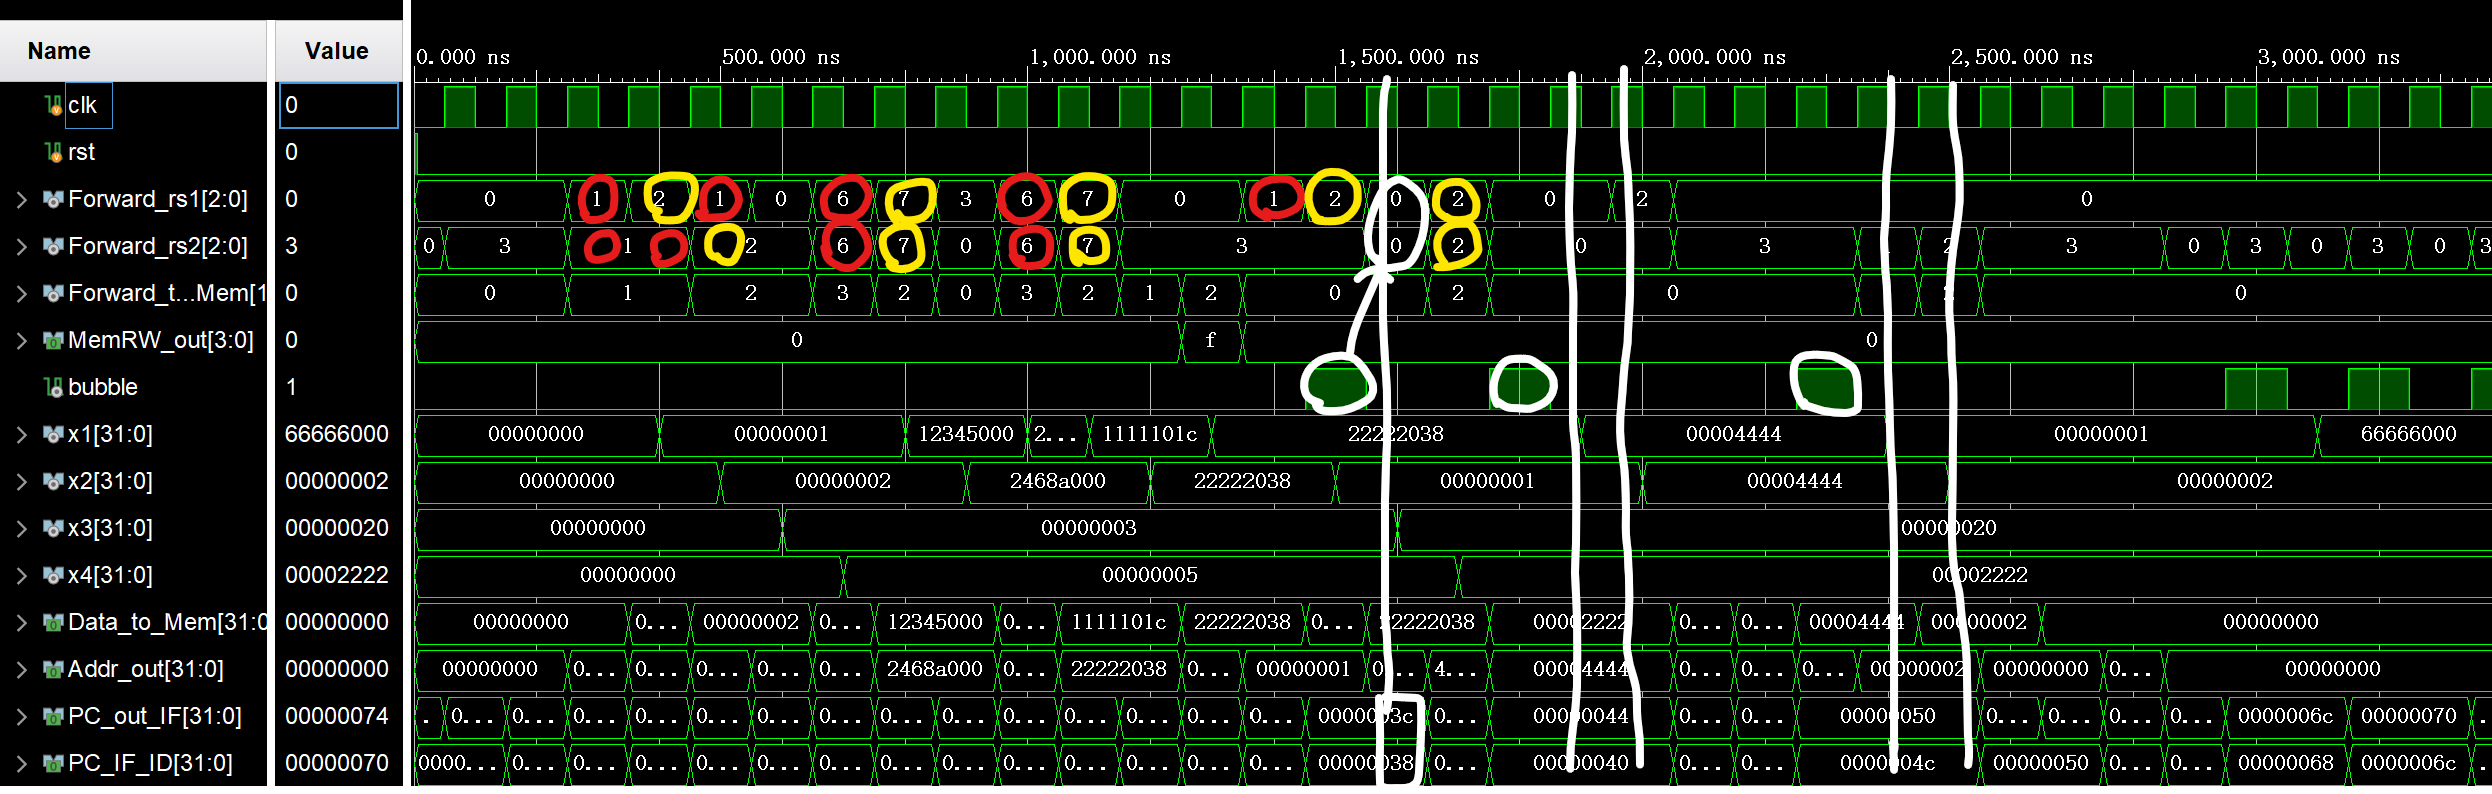 Name Value
0.000 ns 500.000 ns 1,000.000 ns 1,500.000 ns 2,000.000 ns 2,500.000 ns 3,000.000 ns
clk 0
rst 0
Forward_rs1[2:0] 0 0 1 2 1 0 6 7 3 6 7 0 1 2 0 2 0 2 0
Forward_rs2[2:0] 3 0 3 1 2 6 7 0 6 7 3 0 2 0 3 2 3 0 3 0 3 0 3
Forward_t...Mem[1 0 0 1 2 3 2 0 3 2 1 2 0 2 0 2 0
MemRW_out[3:0] 0 0 f 0
bubble 1
x1[31:0] 66666000 00000000 00000001 12345000 2... 1111101c 22222038 00004444 00000001 66666000
x2[31:0] 00000002 00000000 00000002 2468a000 22222038 00000001 00004444 00000002
x3[31:0] 00000020 00000000 00000003 00000020
x4[31:0] 00002222 00000000 00000005 00002222
Data_to_Mem[31:0 00000000 00000000 0... 00000002 0... 12345000 0... 1111101c 22222038 0... 22222038 00002222 0... 0... 00004444 00000002 00000000
Addr_out[31:0] 00000000 00000000 0... 0... 0... 0... 0... 2468a000 0... 22222038 0... 00000001 0... 4... 00004444 0... 0... 0... 00000002 00000000 0... 00000000
PC_out_IF[31:0] 00000074 . 0... 0... 0... 0... 0... 0... 0... 0... 0... 0... 0... 0... 0... 0000003c 0... 00000044 0... 0... 00000050 0... 0... 0... 0... 0000006c 00000070 .
PC_IF_ID[31:0] 00000070 0000... 0... 0... 0... 0... 0... 0... 0... 0... 0... 0... 0... 0... 0... 00000038 0... 00000040 0... 0... 0000004c 00000050 0... 0... 00000068 0000006c .